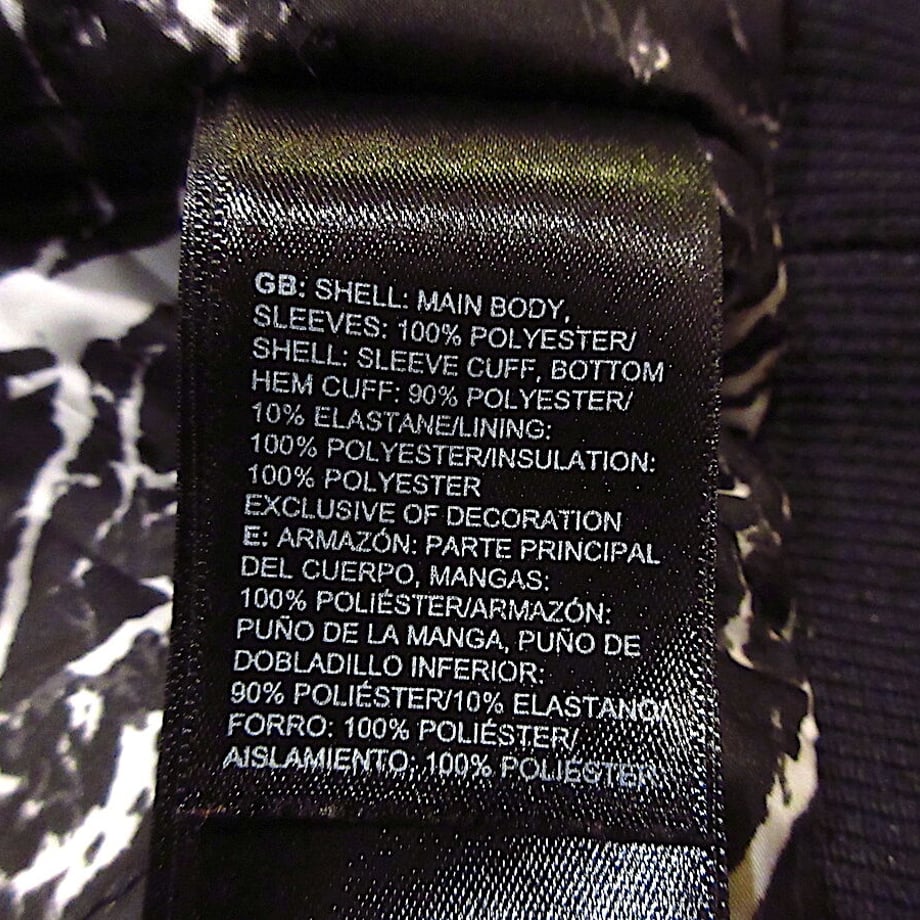 GB: SHELL: MAIN BODY,
SLEEVES: 100% POLYESTER/
SHELL: SLEEVE CUFF, BOTTOM
HEM CUFF: 90% POLYESTER/
10% ELASTANE/LINING:
100% POLYESTER/INSULATION:
100% POLYESTER
EXCLUSIVE OF DECORATION
E: ARMAZÓN: PARTE PRINCIPAL
DEL CUERPO, MANGAS:
100% POLIÉSTER/ARMAZÓN:
PUÑO DE LA MANGA, PUÑO DE
DOBLADILLO INFERIOR:
90% POLIÉSTER/10% ELASTANO/
FORRO: 100% POLIÉSTER/
AISLAMIENTO: 100% POLIÉSTER